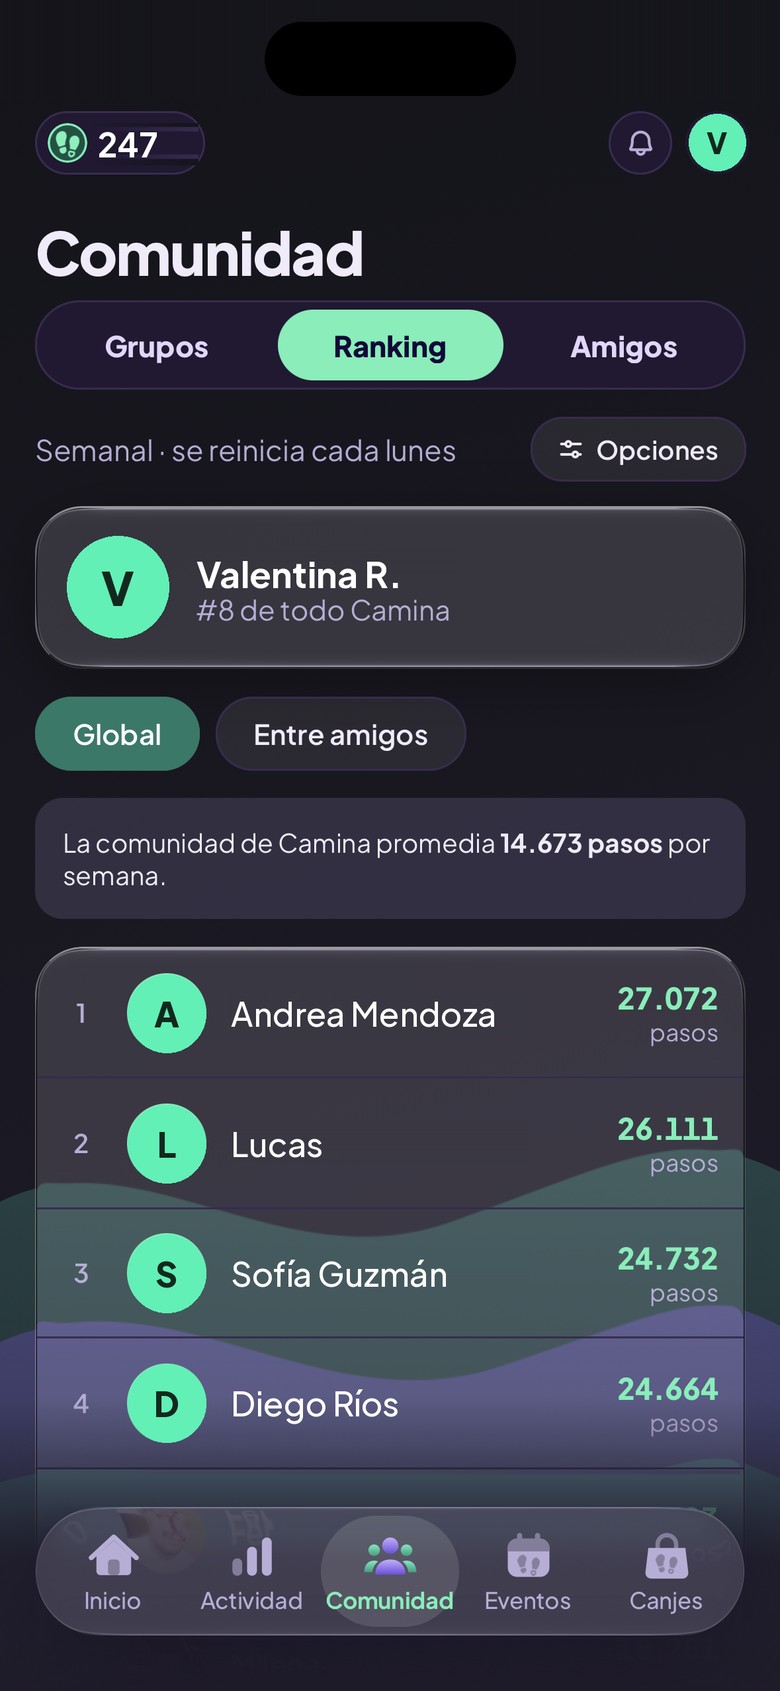 247
V
Comunidad
Grupos Ranking Amigos
Semanal · se reinicia cada lunes Opciones
V
Valentina R.
#8 de todo Camina
Global Entre amigos
La comunidad de Camina promedia 14.673 pasos por
semana.
1 A Andrea Mendoza 27.072
pasos
2 L Lucas 26.111
pasos
3 S Sofía Guzmán 24.732
pasos
4 D Diego Ríos 24.664
pasos
Inicio Actividad Comunidad Eventos Canjes